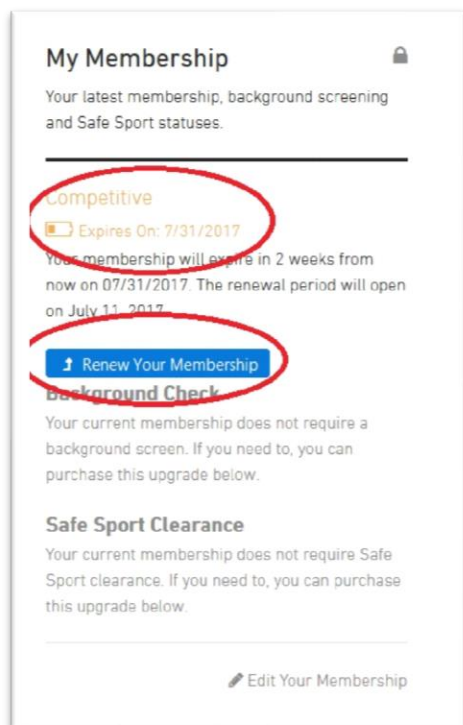 My Membership
Your latest membership, background screening
and Safe Sport statuses.
Competitive
Expires On: 7/31/2017
Your membership will expire in 2 weeks from
now on 07/31/2017. The renewal period will open
on July 11, 2017.
Renew Your Membership
Background Check
Your current membership does not require a
background screen. If you need to, you can
purchase this upgrade below.
Safe Sport Clearance
Your current membership does not require Safe
Sport clearance. If you need to, you can purchase
this upgrade below.
Edit Your Membership